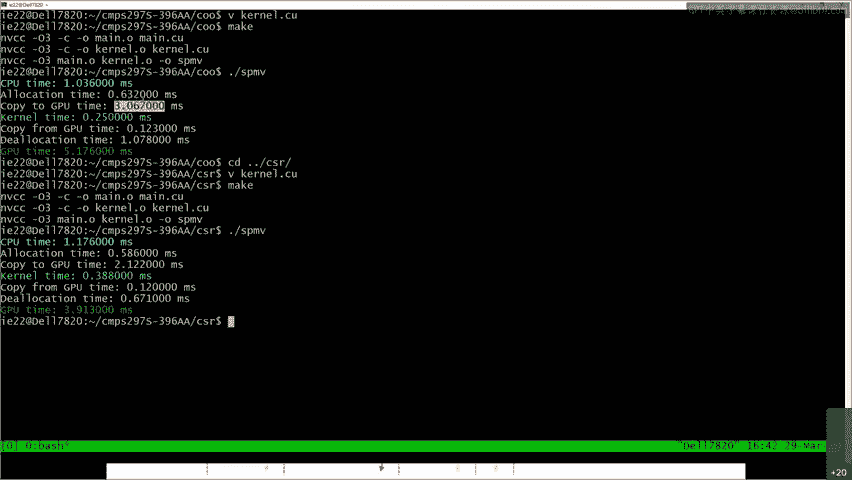 ie22@Dell7820:~/cmps297S-396AA/coo$ v kernel.cu
ie22@Dell7820:~/cmps297S-396AA/coo$ make
nvcc -O3 -c -o main.o main.cu
nvcc -O3 -c -o kernel.o kernel.cu
nvcc -O3 main.o kernel.o -o spmv
ie22@Dell7820:~/cmps297S-396AA/coo$ ./spmv
CPU time: 1.036000 ms
Allocation time: 0.632000 ms
Copy to GPU time: 3.062000 ms
Kernel time: 0.250000 ms
Copy from GPU time: 0.123000 ms
Deallocation time: 1.078000 ms
GPU time: 5.176000 ms
ie22@Dell7820:~/cmps297S-396AA/coo$ cd ../csr/
ie22@Dell7820:~/cmps297S-396AA/csr$ v kernel.cu
ie22@Dell7820:~/cmps297S-396AA/csr$ make
nvcc -O3 -c -o main.o main.cu
nvcc -O3 -c -o kernel.o kernel.cu
nvcc -O3 main.o kernel.o -o spmv
ie22@Dell7820:~/cmps297S-396AA/csr$ ./spmv
CPU time: 1.176000 ms
Allocation time: 0.586000 ms
Copy to GPU time: 2.122000 ms
Kernel time: 0.388000 ms
Copy from GPU time: 0.120000 ms
Deallocation time: 0.671000 ms
GPU time: 3.913000 ms
ie22@Dell7820:~/cmps297S-396AA/csr$
[0] 0:bash* "Dell7820" 16:42 29-Mar
+20